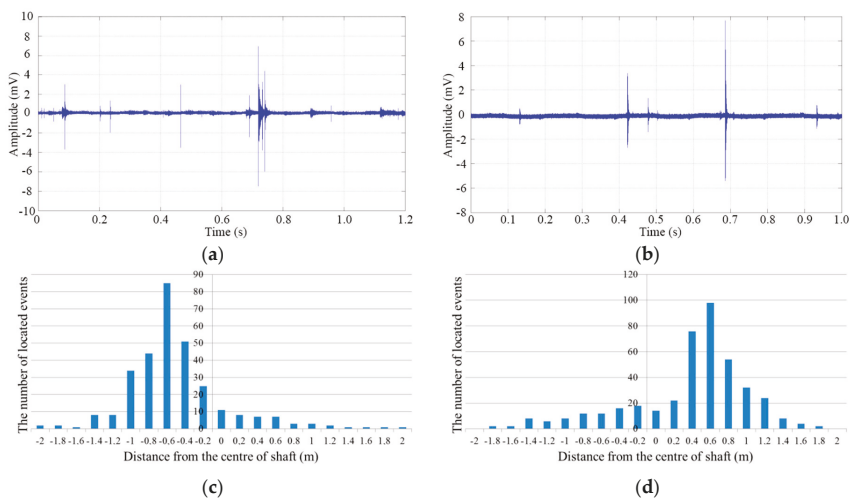 10
8
6
4
2
0
2
4
6
8
10
Amplitude (mV)
0 0.2 0.4 0.6 0.8 1.0 1.2
Time (s)
(a)
8
6
4
2
0
-2
-4
-6
-8
Amplitude (mV)
0 0.1 0.2 0.3 0.4 0.5 0.6 0.7 0.8 0.9 1.0
Time (s)
(b)
90
80
70
60
50
40
30
20
10
0
The number of located events
-2 -1.8 -1.6 -1.4 -1.2 -1 -0.8 -0.6 -0.4 -0.2 0 0.2 0.4 0.6 0.8 1 1.2 1.4 1.6 1.8 2
Distance from the centre of shaft (m)
(c)
120
100
80
60
40
20
0
The number of located events
-2 -1.8 -1.6 -1.4 -1.2 -1 -0.8 -0.6 -0.4 -0.2 0 0.2 0.4 0.6 0.8 1 1.2 1.4 1.6 1.8 2
Distance from the centre of shaft (m)
(d)